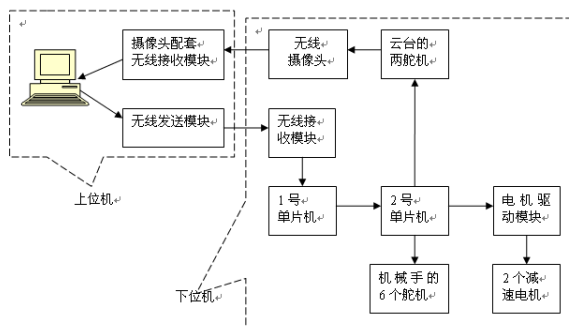 摄像头配套
无线接收模块
无线
摄像头
云台的
两舵机
无线发送模块
无线接
收模块
上位机
1号
单片机
2号
单片机
电机驱
动模块
下位机
机械手的
6个舵机
2个减
速电机